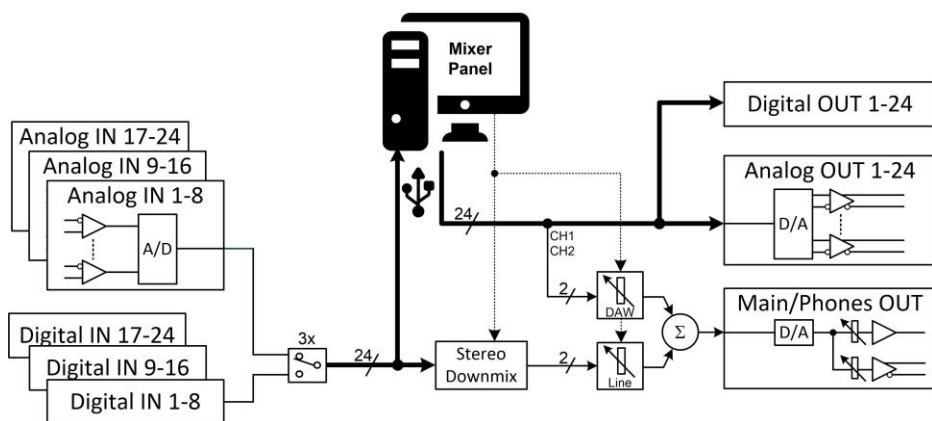 Mixer
Panel
Analog IN 17-24
Analog IN 9-16
Analog IN 1-8
A/D
Digital IN 17-24
Digital IN 9-16
Digital IN 1-8
3x
24
Stereo
Downmix
24
CH1
CH2
2
DAW
2
Line
Σ
Digital OUT 1-24
Analog OUT 1-24
D/A
Main/Phones OUT
D/A